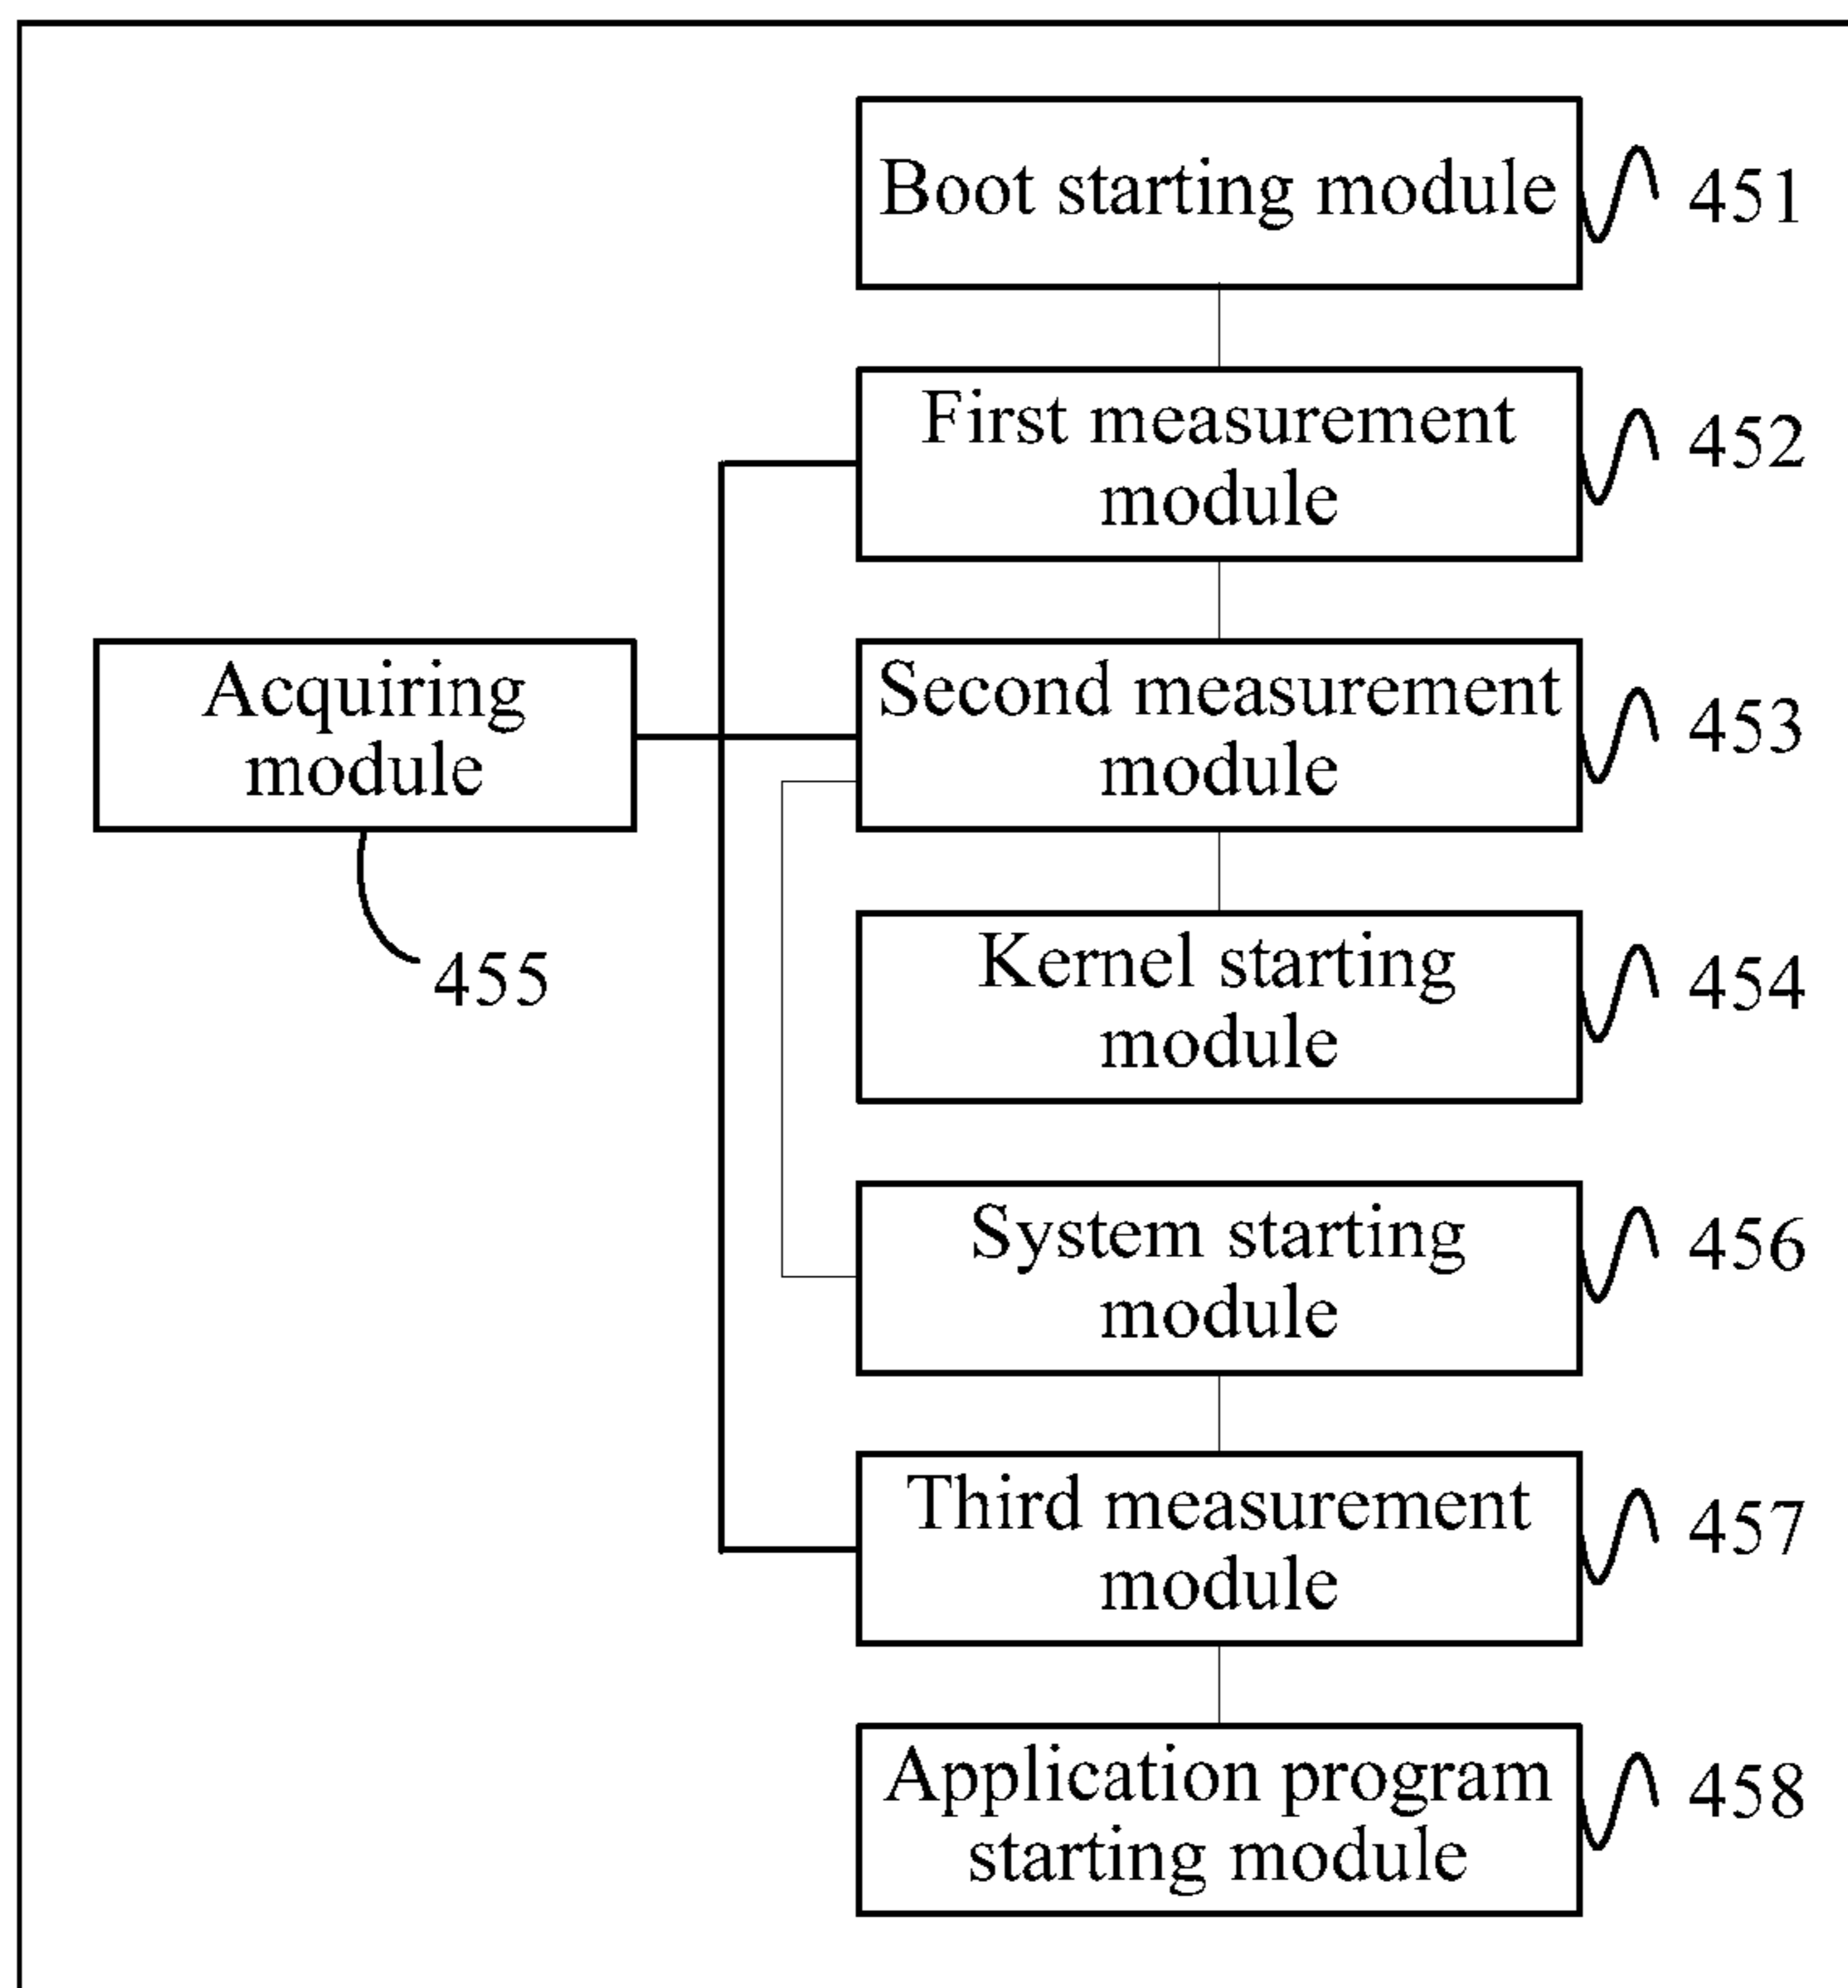 Boot starting module
451
First measurement
module
452
Acquiring
module
455
Second measurement
module
453
Kernel starting
module
454
System starting
module
456
Third measurement
module
457
Application program
starting module
458